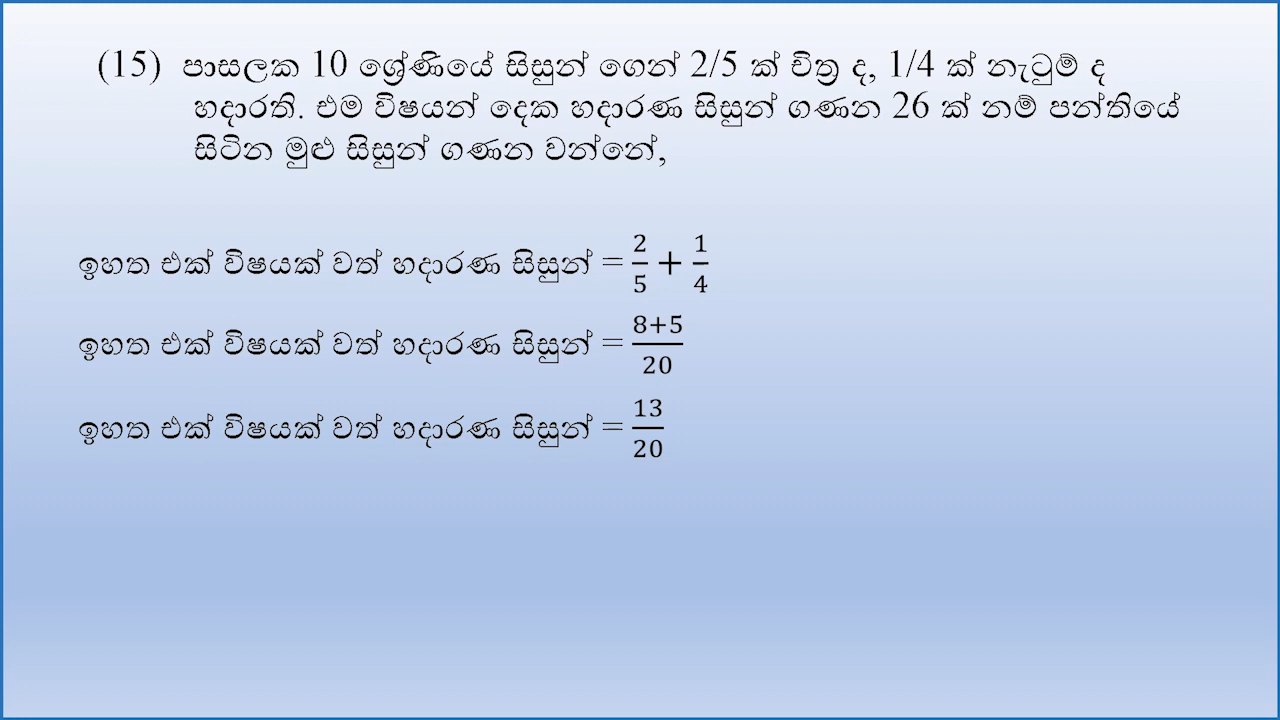 (15) පාසලක 10 ශ්‍රේණියේ සිසුන් ගෙන් 2/5 ක් චිත්‍ර ද, 1/4 ක් නැටුම් ද
හදාරති. එම විෂයන් දෙක හදාරණ සිසුන් ගණන 26 ක් නම් පන්තියේ
සිටින මුළු සිසුන් ගණන වන්නේ,
ඉහත එක් විෂයක් වත් හදාරණ සිසුන් = 2/5 + 1/4
ඉහත එක් විෂයක් වත් හදාරණ සිසුන් = 8+5/20
ඉහත එක් විෂයක් වත් හදාරණ සිසුන් = 13/20